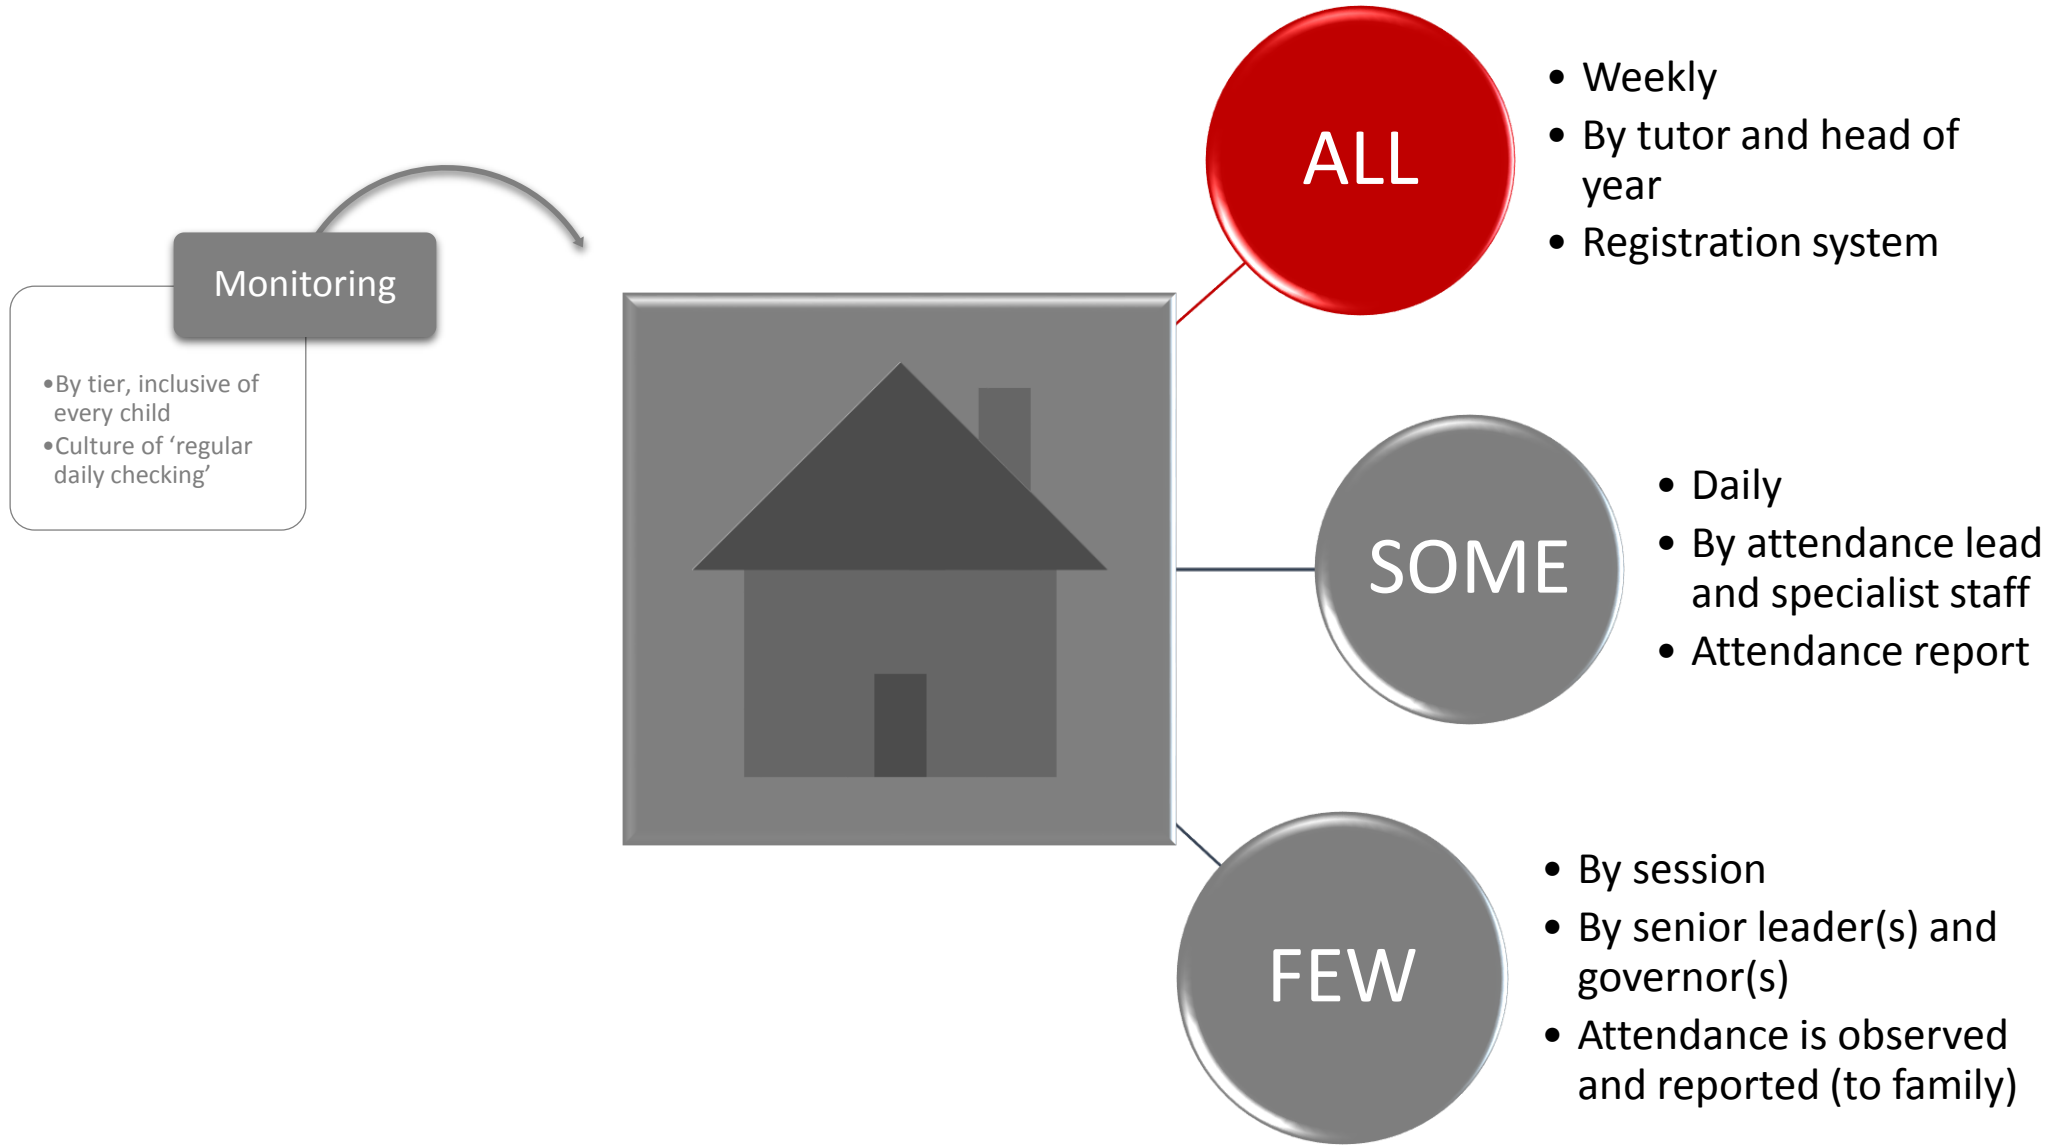 Monitoring
•By tier, inclusive of
every child
•Culture of ‘regular
daily checking’
ALL
• Weekly
• By tutor and head of
year
• Registration system
SOME
• Daily
• By attendance lead
and specialist staff
• Attendance report
FEW
• By session
• By senior leader(s) and
governor(s)
• Attendance is observed
and reported (to family)